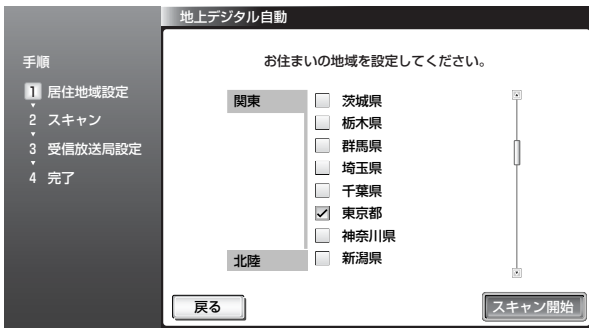 地上デジタル自動
手順
1 居住地域設定
2 スキャン
3 受信放送局設定
4 完了
お住まいの地域を設定してください。
関東 茨城県
栃木県
群馬県
埼玉県
千葉県
東京都
神奈川県
北陸 新潟県
戻る スキャン開始